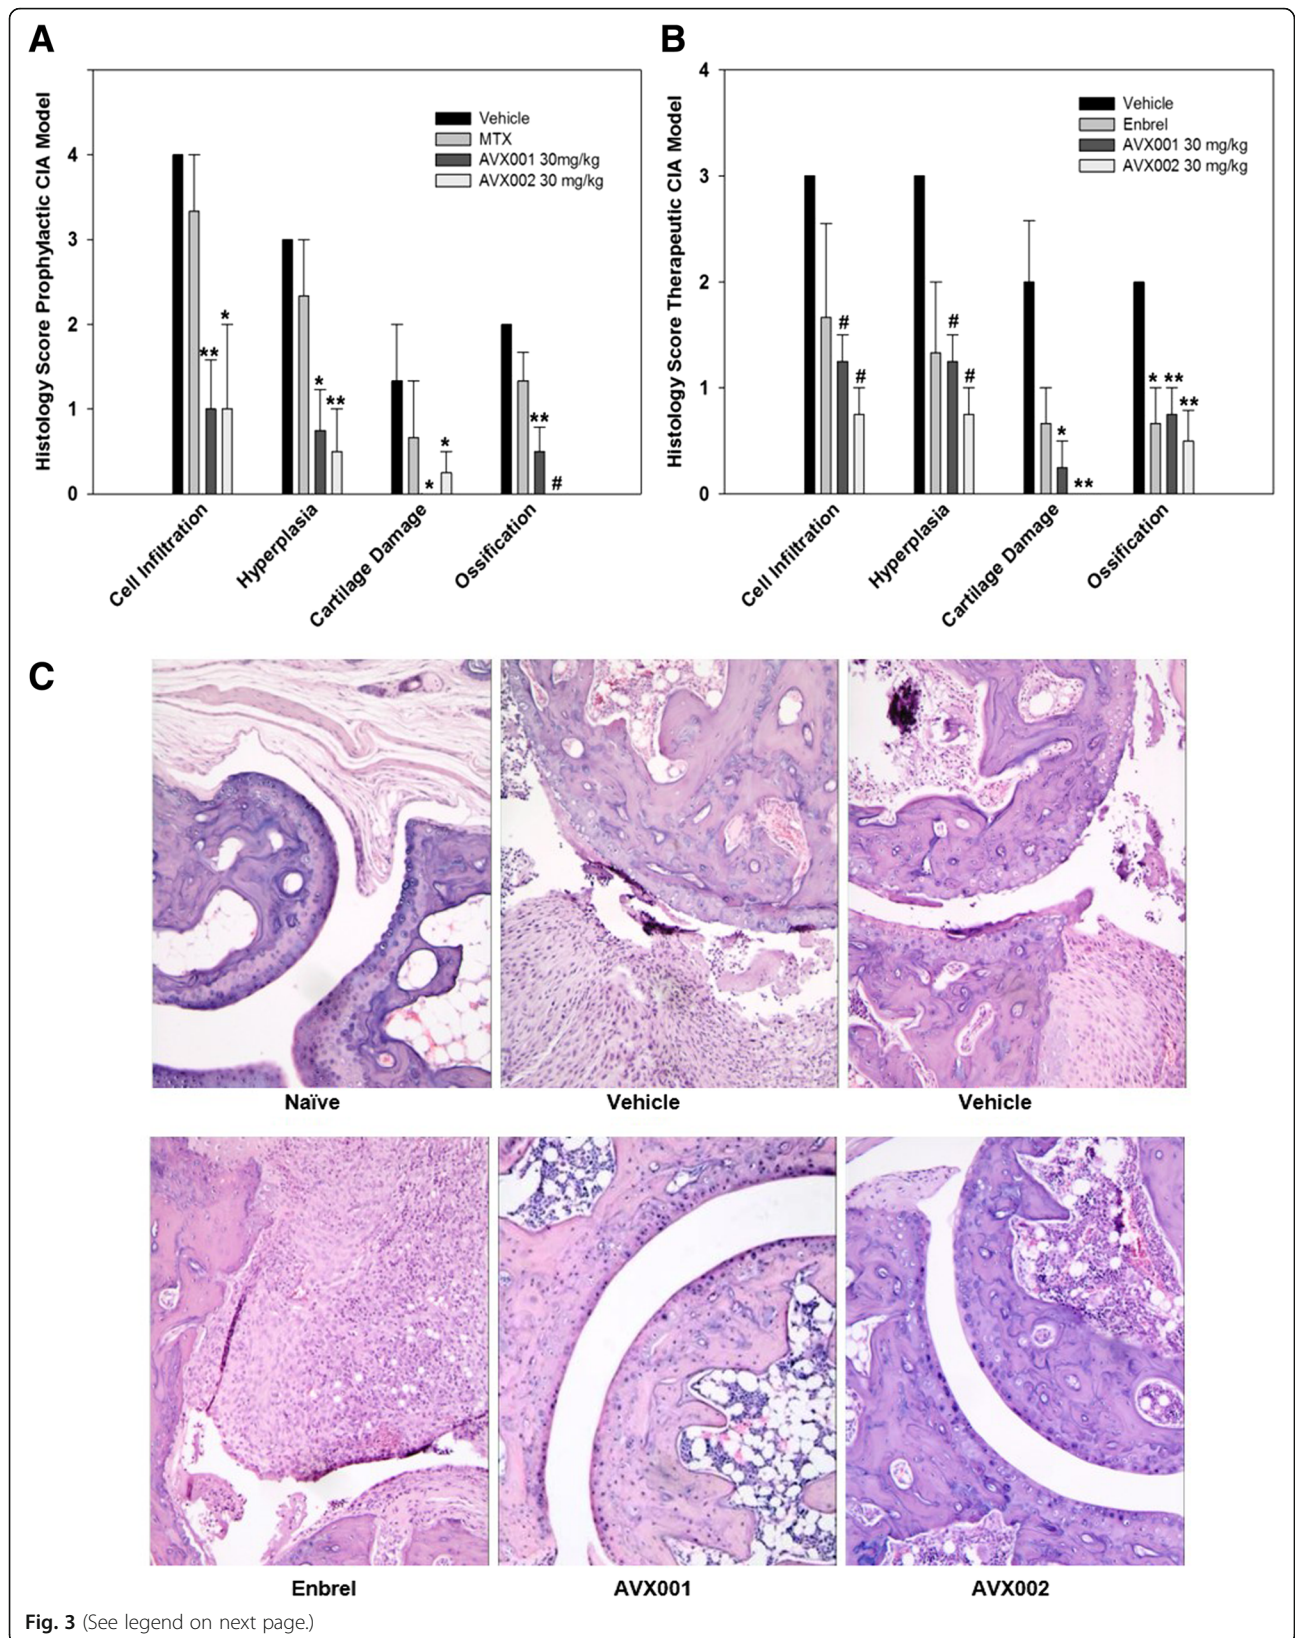 A
Histology Score Prophylactic CIA Model
4
3
2
1
0
Vehicle
MTX
AVX001 30mg/kg
AVX002 30 mg/kg
**
*
*
**
*
*
**
#
Cell Infiltration
Hyperplasia
Cartilage Damage
Ossification
B
Histology Score Therapeutic CIA Model
4
3
2
1
0
Vehicle
Enbrel
AVX001 30 mg/kg
AVX002 30 mg/kg
#
#
#
#
*
**
*
**
**
Cell Infiltration
Hyperplasia
Cartilage Damage
Ossification
C
Naïve
Vehicle
Vehicle
Enbrel
AVX001
AVX002
Fig. 3 (See legend on next page.)